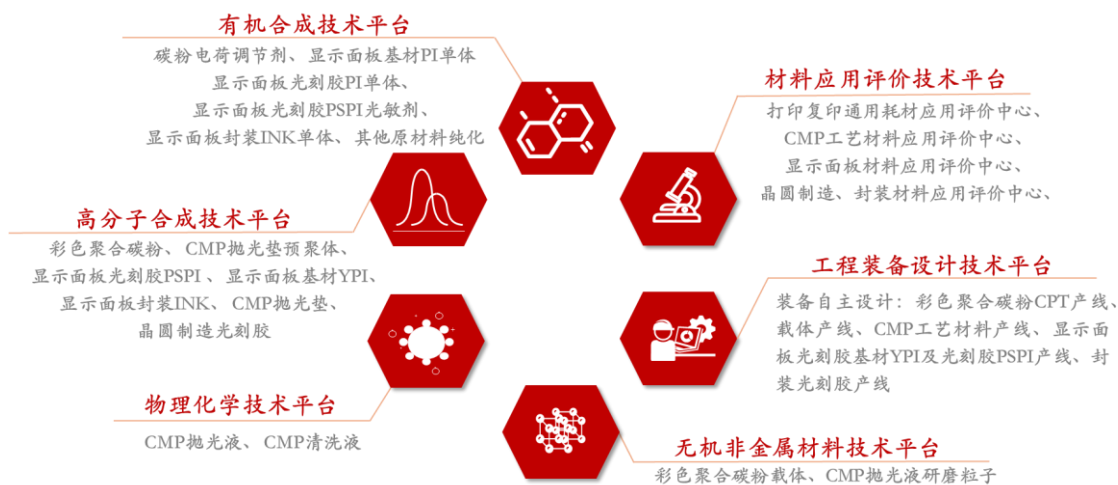 有机合成技术平台
碳粉电荷调节剂、显示面板基材PI单体
显示面板光刻胶PI单体、
显示面板光刻胶PSPI光敏剂、
显示面板封装INK单体、其他原材料纯化
材料应用评价技术平台
打印复印通用耗材应用评价中心、
CMP工艺材料应用评价中心、
显示面板材料应用评价中心、
晶圆制造、封装材料应用评价中心、
高分子合成技术平台
彩色聚合碳粉、CMP抛光垫预聚体、
显示面板光刻胶PSPI、显示面板基材YPI、
显示面板封装INK、CMP抛光垫、
晶圆制造光刻胶
工程装备设计技术平台
装备自主设计：彩色聚合碳粉CPT产线、
载体产线、CMP工艺材料产线、显示面
板光刻胶基材YPI及光刻胶PSPI产线、封
装光刻胶产线
物理化学技术平台
CMP抛光液、CMP清洗液
无机非金属材料技术平台
彩色聚合碳粉载体、CMP抛光液研磨粒子